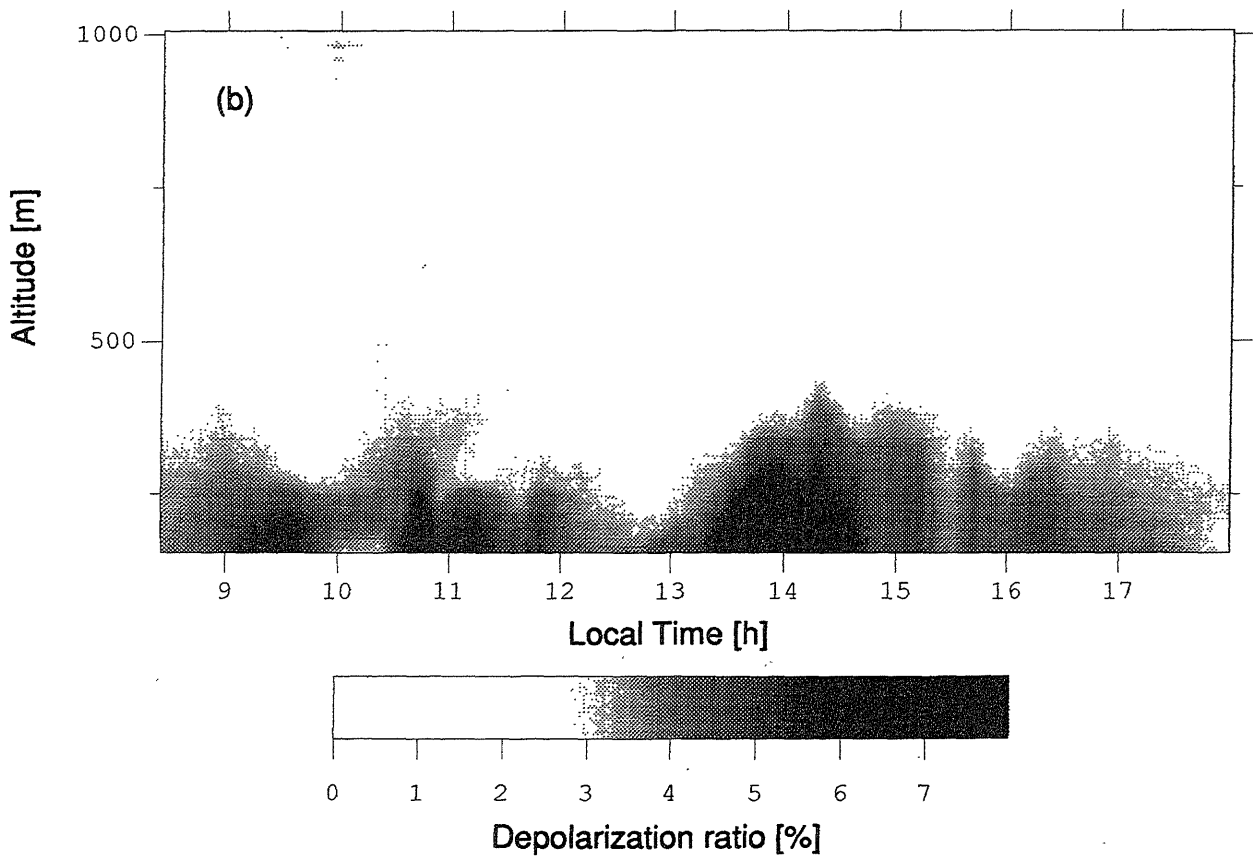 1000
(b)
Altitude [m]
500
9 10 11 12 13 14 15 16 17
Local Time [h]
0 1 2 3 4 5 6 7
Depolarization ratio [%]